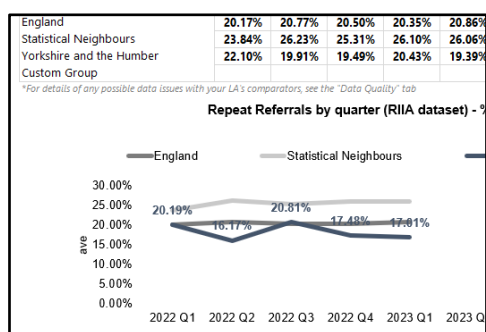 England 20.17% 20.77% 20.50% 20.35% 20.86%
Statistical Neighbours 23.84% 26.23% 25.31% 26.10% 26.06%
Yorkshire and the Humber 22.10% 19.91% 19.49% 20.43% 19.39%
Custom Group
*For details of any possible data issues with your LA's comparators, see the "Data Quality" tab
Repeat Referrals by quarter (RIIA dataset) - %
England Statistical Neighbours
30.00%
25.00%
20.00%
15.00%
10.00%
5.00%
0.00%
ave
20.19% 16.17% 20.81% 17.48% 17.01%
2022 Q1 2022 Q2 2022 Q3 2022 Q4 2023 Q1 2023 Q